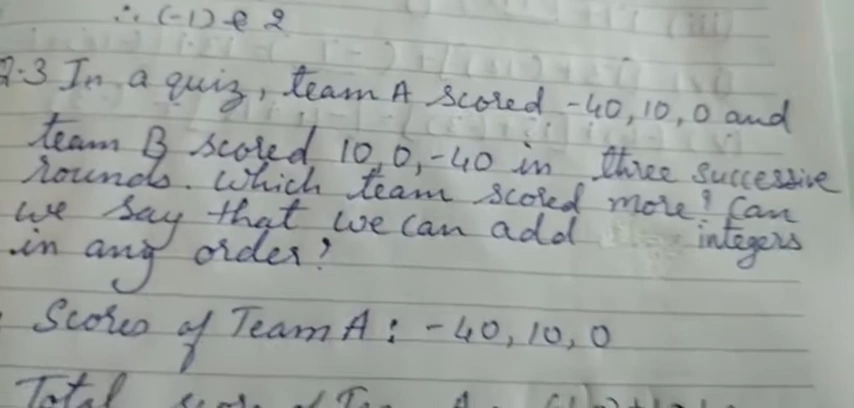 ∴ (-1) e 2
Q.3 In a quiz, team A scored -40, 10, 0 and
team B scored 10, 0, -40 in three successive
rounds. Which team scored more? Can
we say that we can add integers
in any order?
Scores of Team A : -40, 10, 0
Total